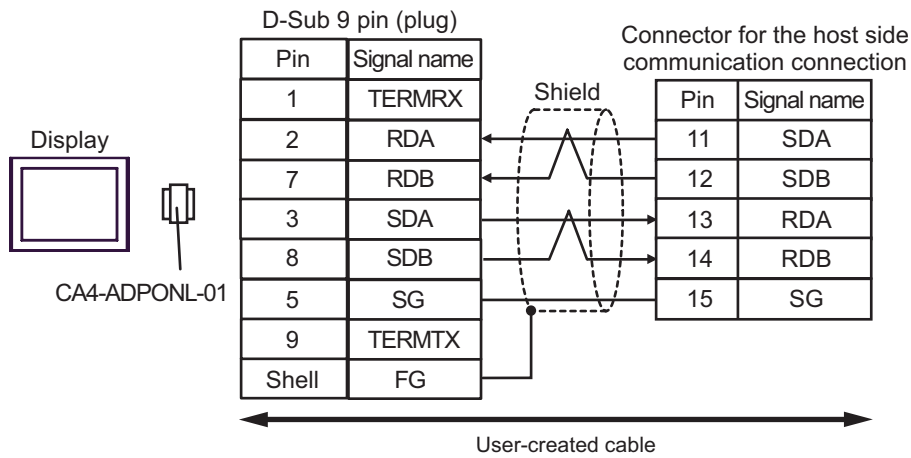 D-Sub 9 pin (plug)
Connector for the host side
communication connection
Pin Signal name
1 TERMRX
2 RDA
7 RDB
3 SDA
8 SDB
5 SG
9 TERMTX
Shell FG
Shield
Pin Signal name
11 SDA
12 SDB
13 RDA
14 RDB
15 SG
Display
CA4-ADPONL-01
User-created cable